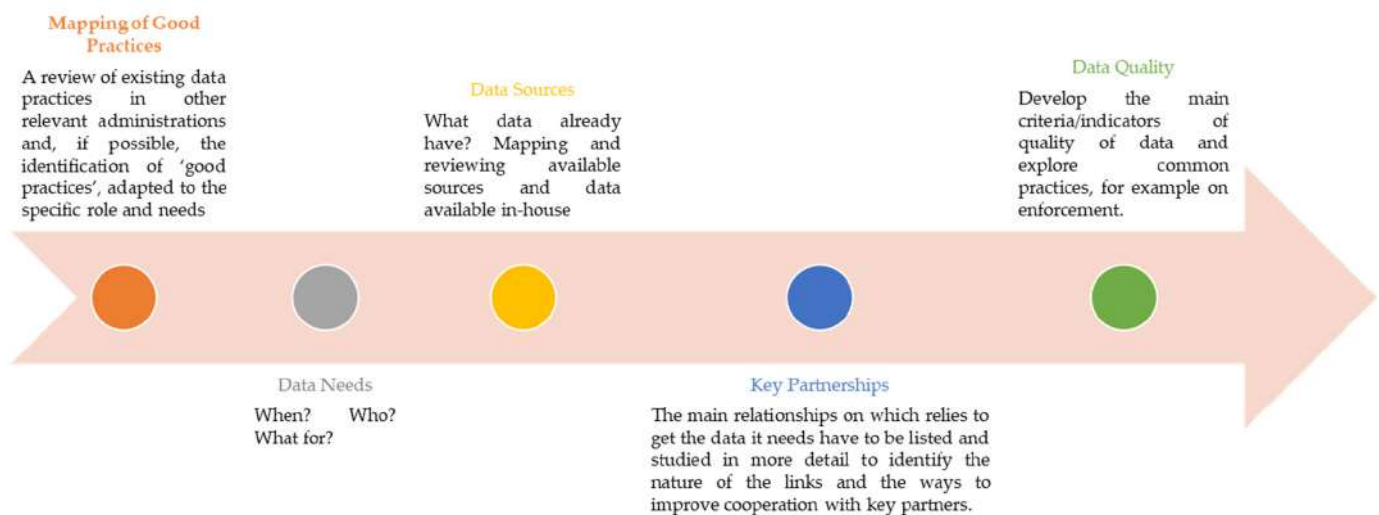 Mapping of Good
Practices
A review of existing data
practices in other
relevant administrations
and, if possible, the
identification of ‘good
practices’, adapted to the
specific role and needs
Data Needs
When? Who?
What for?
Data Sources
What data already
have? Mapping and
reviewing available
sources and data
available in-house
Key Partnerships
The main relationships on which relies to
get the data it needs have to be listed and
studied in more detail to identify the
nature of the links and the ways to
improve cooperation with key partners.
Data Quality
Develop the main
criteria/indicators of
quality of data and
explore common
practices, for example on
enforcement.